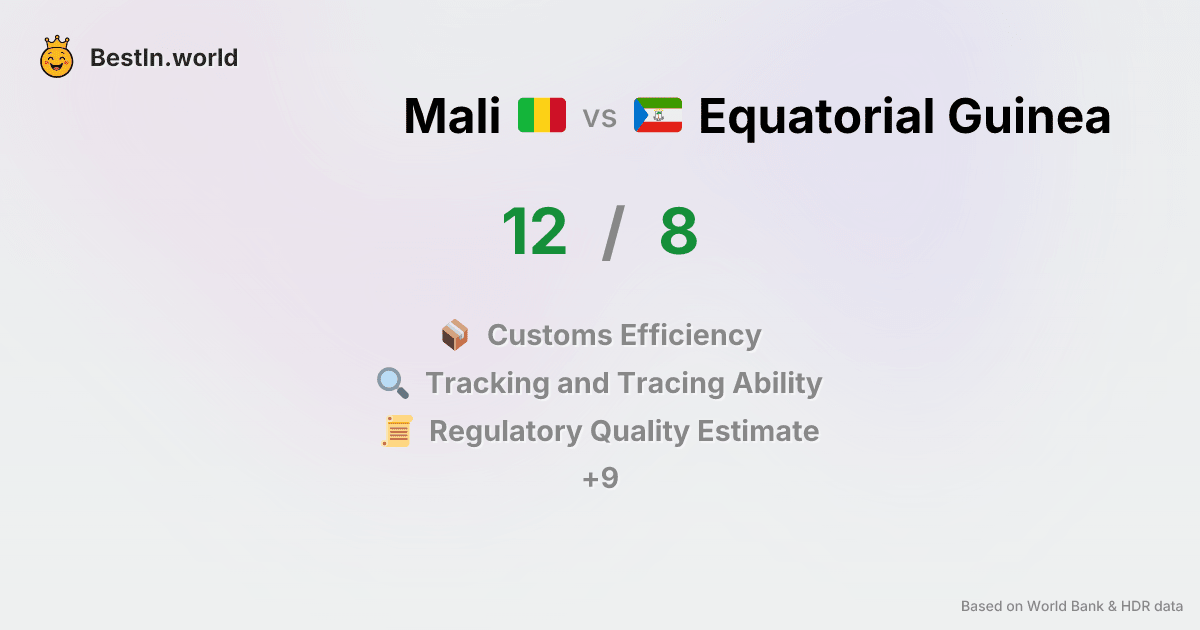 BestIn.world
Mali vs Equatorial Guinea
12 / 8
Customs Efficiency
Tracking and Tracing Ability
Regulatory Quality Estimate
+9
Based on World Bank & HDR data